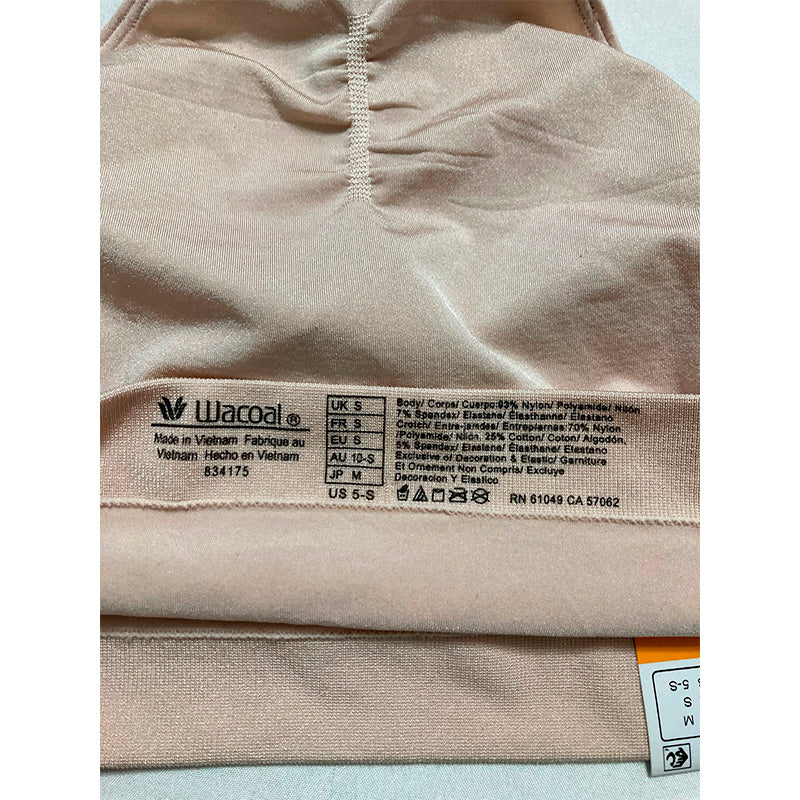 Wacoal®
Made in Vietnam Fabrique au
Vietnam Hecho en Vietnam
834175
UK S
FR S
EU S
AU 10-S
JP M
US 5-S
Body/ Corps/ Cuerpo:93% Nylon/ Polyamide/ Nilón
7% Spandex/ Elastane/ Élasthanne/ Elastano
Crotch/ Entre-jambes/ Entrepiernas:70% Nylon
/Polyamide/ Nilón, 25% Cotton/ Coton/ Algodón,
5% Spandex/ Elastane/ Élasthanne/ Elastano
Exclusive of Decoration & Elastic/ Garniture
Et Ornement Non Compris/ Excluye
Decoracion Y Elastico
RN 61049 CA 57062
5-S
S
M